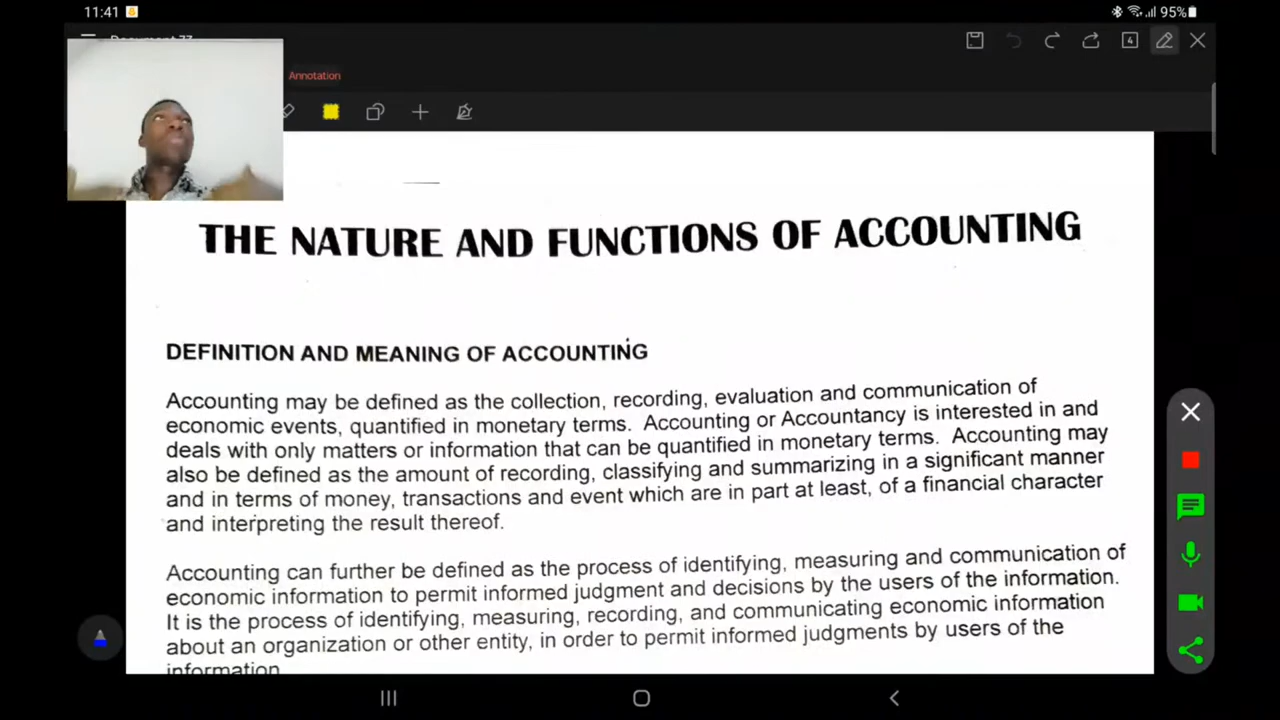 11:41
95%
Annotation
4
THE NATURE AND FUNCTIONS OF ACCOUNTING
DEFINITION AND MEANING OF ACCOUNTING
Accounting may be defined as the collection, recording, evaluation and communication of
economic events, quantified in monetary terms. Accounting or Accountancy is interested in and
deals with only matters or information that can be quantified in monetary terms. Accounting may
also be defined as the amount of recording, classifying and summarizing in a significant manner
and in terms of money, transactions and event which are in part at least, of a financial character
and interpreting the result thereof.
Accounting can further be defined as the process of identifying, measuring and communication of
economic information to permit informed judgment and decisions by the users of the information.
It is the process of identifying, measuring, recording, and communicating economic information
about an organization or other entity, in order to permit informed judgments by users of the
information